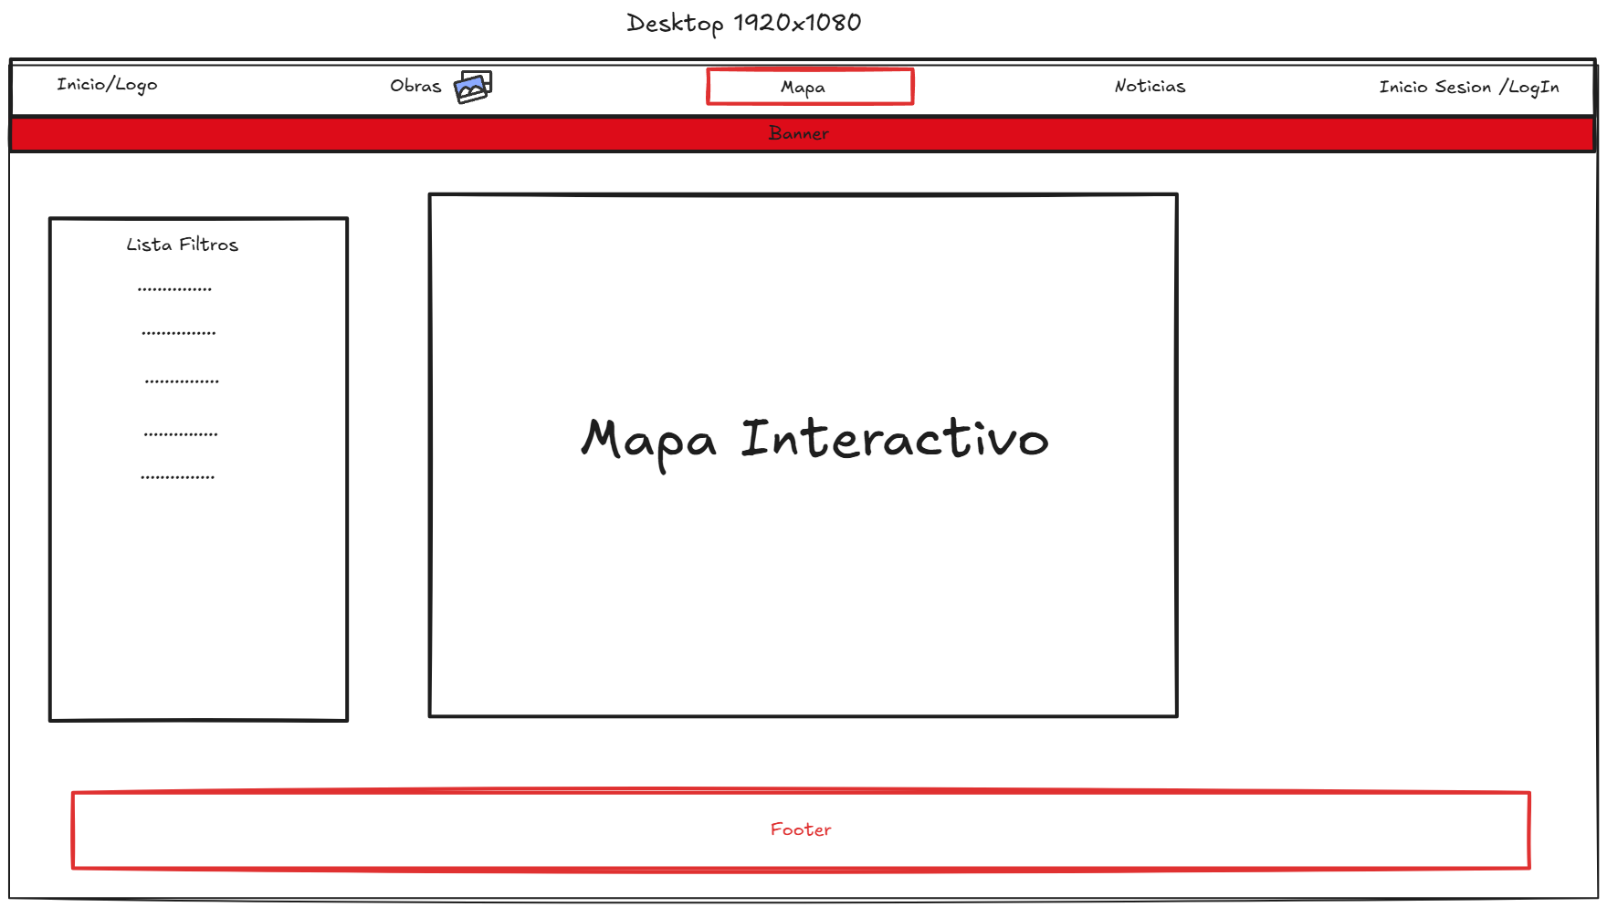 Desktop 1920x1080
Inicio/Logo
Obras
Mapa
Noticias
Inicio Sesion /LogIn
Banner
Lista Filtros
...............
...............
...............
...............
...............
Mapa Interactivo
Footer